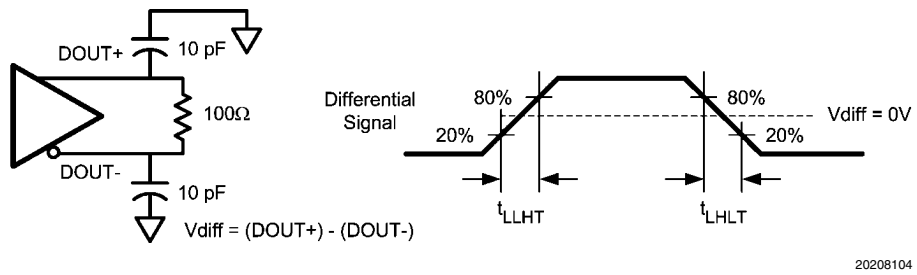 DOUT+
10 pF
100Ω
DOUT-
10 pF
Vdiff = (DOUT+) - (DOUT-)
Differential
Signal
80%
20%
80%
20%
Vdiff = 0V
tLLHT
tLHLT
20208104